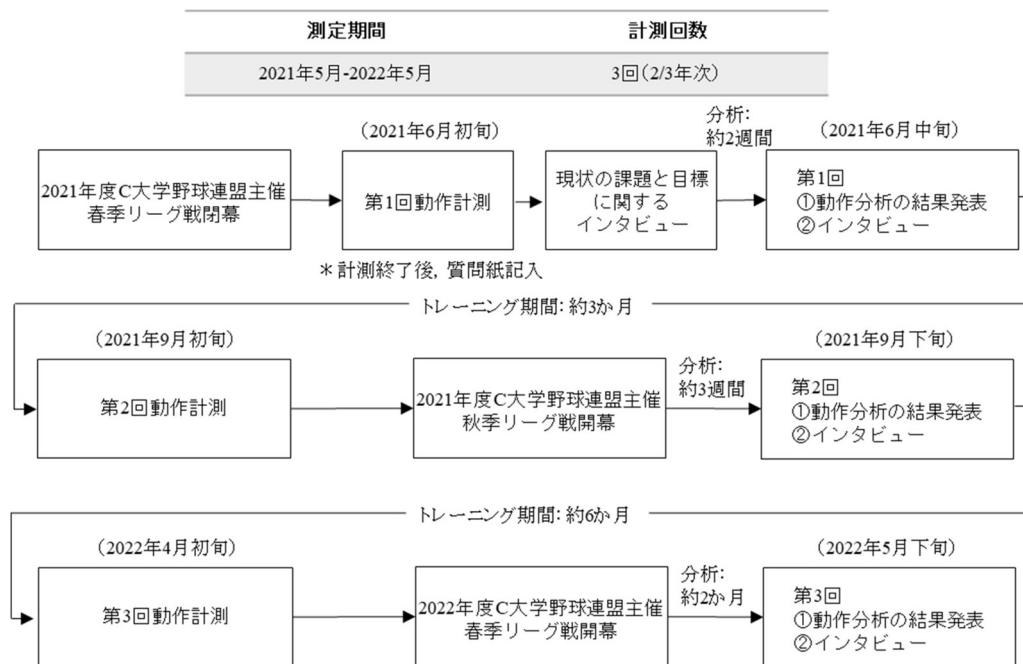 測定期間 計測回数
2021年5月-2022年5月 3回(2/3年次)
(2021年6月初旬)
分析:
約2週間
(2021年6月中旬)
2021年度C大学野球連盟主催
春季リーグ戦閉幕
第1回動作計測
現状の課題と目標
に関する
インタビュー
第1回
①動作分析の結果発表
②インタビュー
*計測終了後, 質問紙記入
トレーニング期間: 約3か月
(2021年9月初旬)
分析:
約3週間
(2021年9月下旬)
第2回動作計測
2021年度C大学野球連盟主催
秋季リーグ戦開幕
第2回
①動作分析の結果発表
②インタビュー
トレーニング期間: 約6か月
(2022年4月初旬)
分析:
約2か月
(2022年5月下旬)
第3回動作計測
2022年度C大学野球連盟主催
春季リーグ戦開幕
第3回
①動作分析の結果発表
②インタビュー